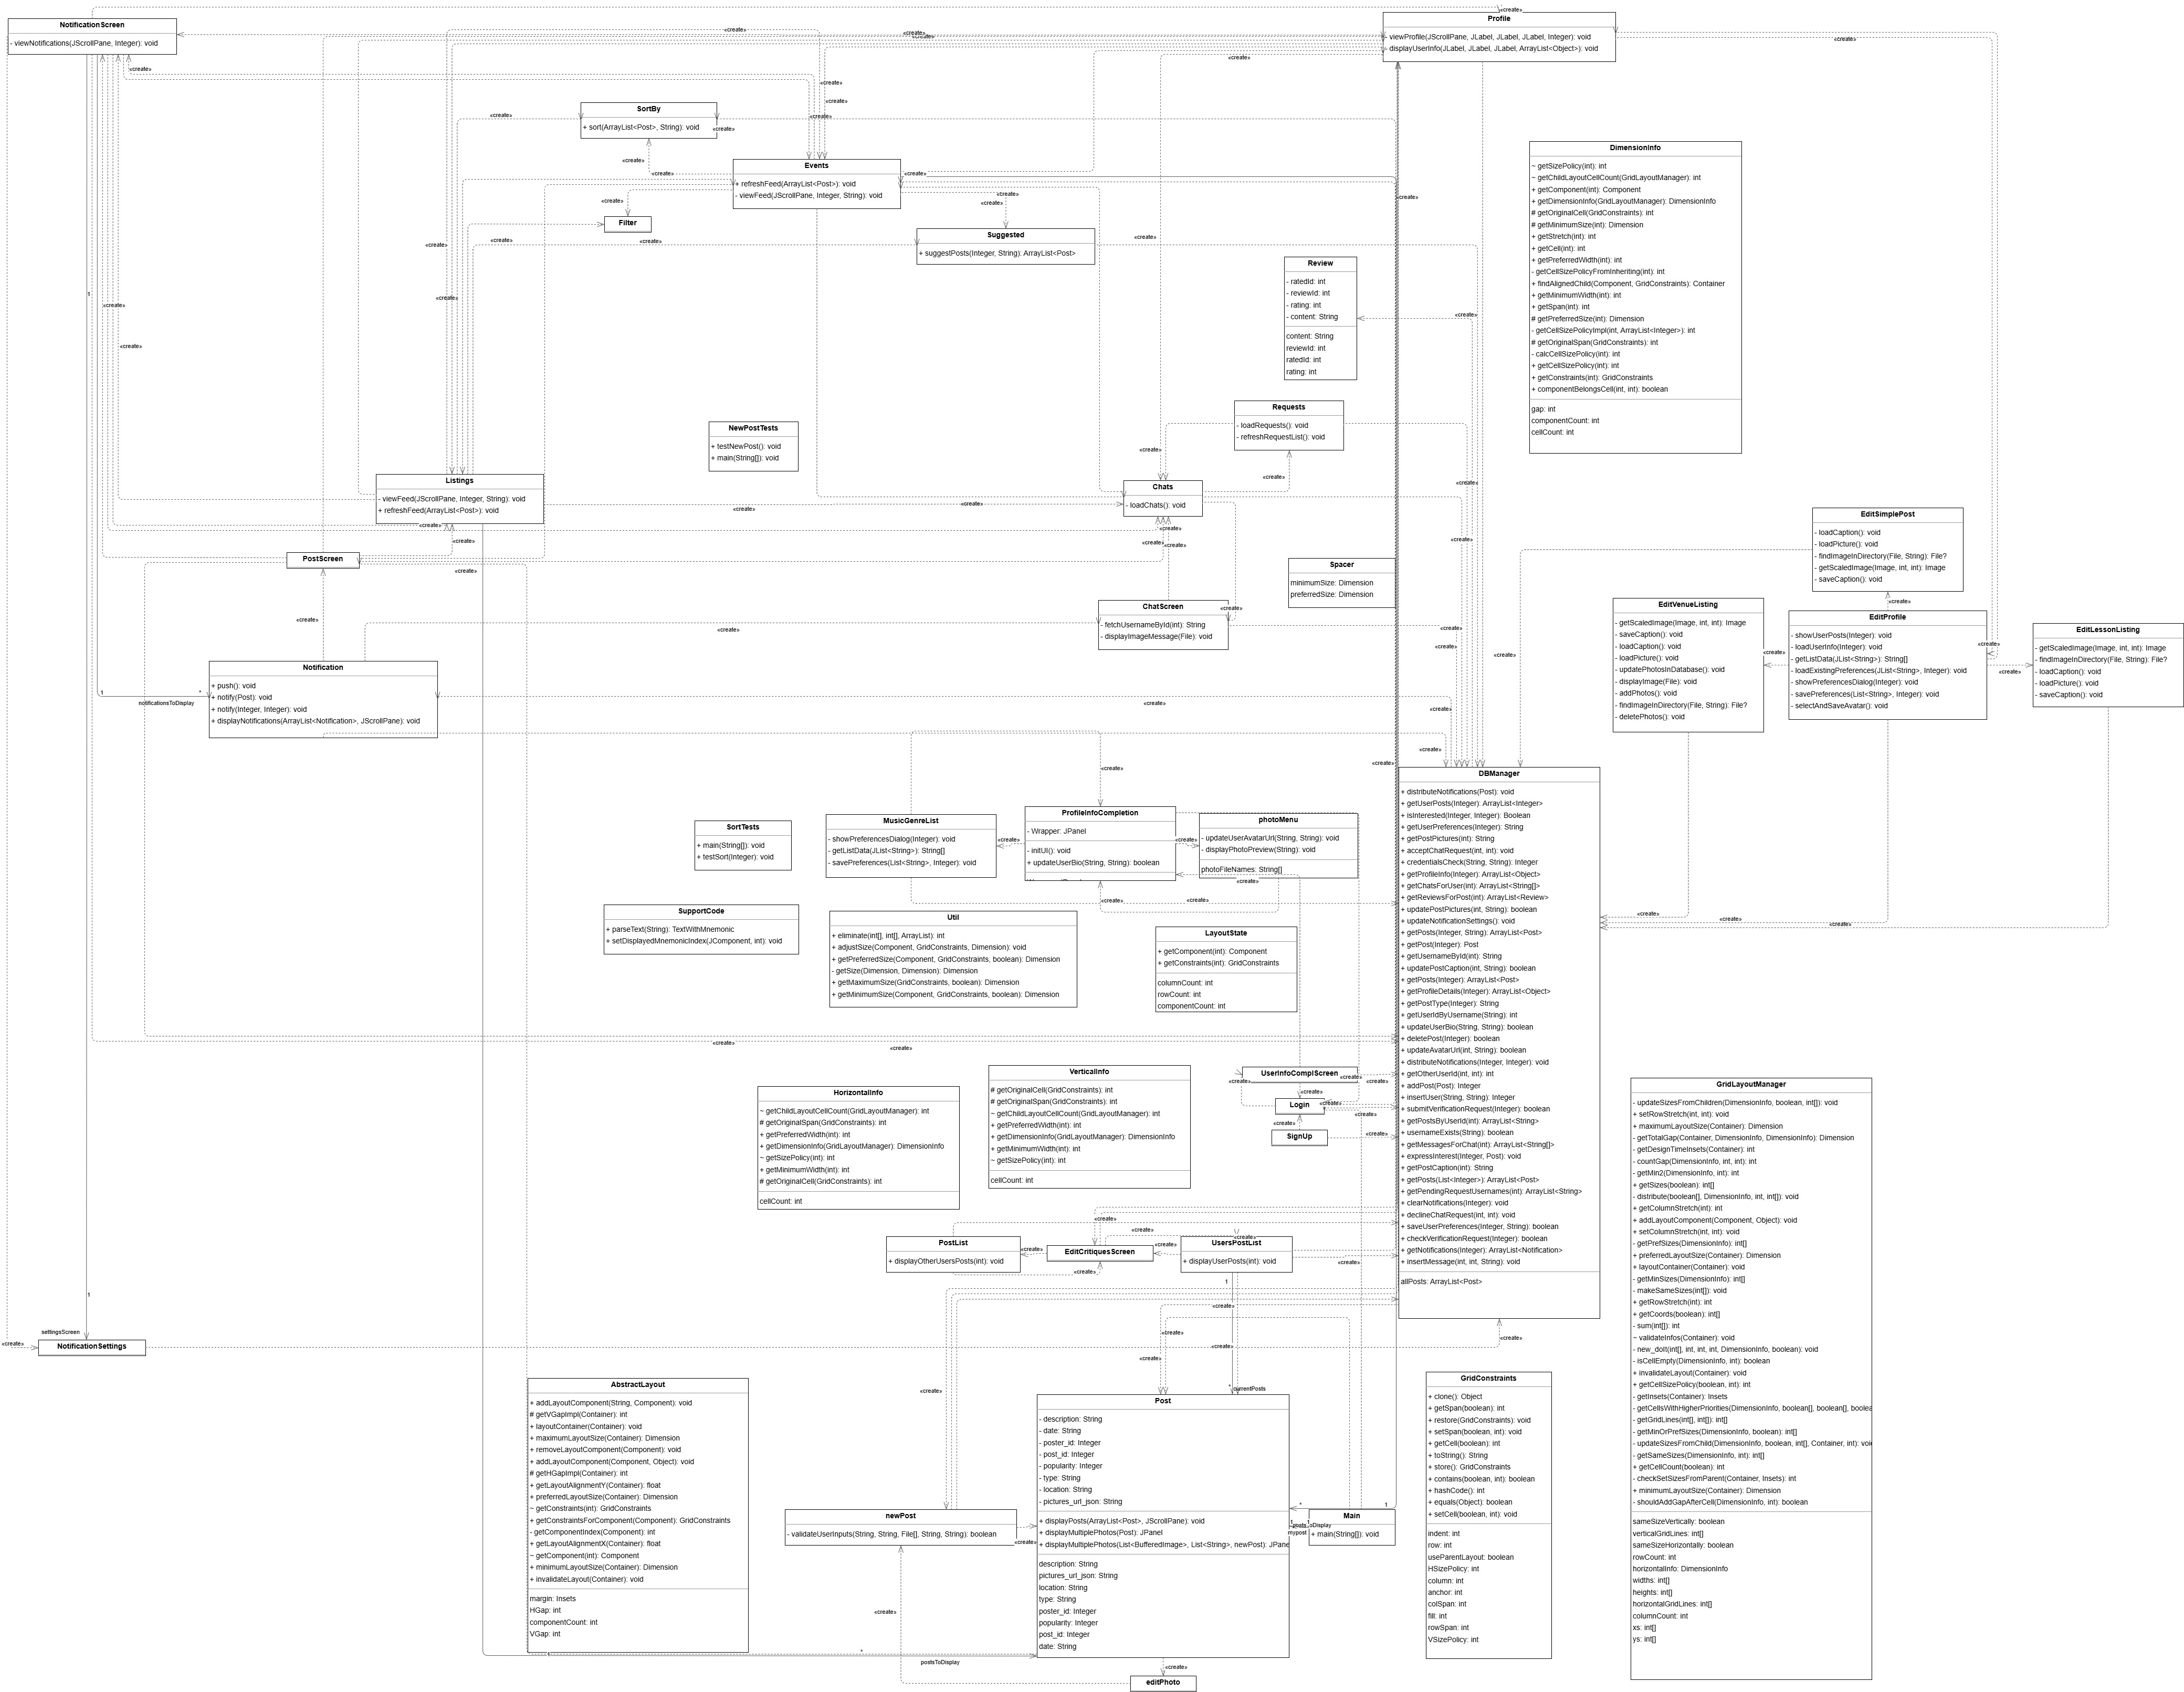 NotificationScreen
- viewNotifications(JScrollPane, Integer): void
Profile
- viewProfile(JScrollPane, JLabel, JLabel, JLabel, Integer): void
- displayUserInfo(JLabel, JLabel, JLabel, ArrayList<Object>): void
SortBy
+ sort(ArrayList<Post>, String): void
Events
+ refreshFeed(ArrayList<Post>): void
- viewFeed(JScrollPane, Integer, String): void
Filter
Suggested
+ suggestPosts(Integer, String): ArrayList<Post>
DimensionInfo
~ getSizePolicy(int): int
~ getChildLayoutCellCount(GridLayoutManager): int
+ getComponent(int): Component
+ getDimensionInfo(GridLayoutManager): DimensionInfo
# getOriginalCell(GridConstraints): int
# getMinimumSize(int): Dimension
+ getStretch(int): int
+ getCell(int): int
+ getPreferredWidth(int): int
- getCellSizePolicyFromInheriting(int): int
+ findAlignedChild(Component, GridConstraints): Container
+ getMinimumWidth(int): int
+ getSpan(int): int
# getPreferredSize(int): Dimension
- getCellSizePolicyImpl(int, ArrayList<Integer>): int
# getOriginalSpan(GridConstraints): int
- calcCellSizePolicy(int): int
+ getCellSizePolicy(int): int
+ getConstraints(int): GridConstraints
+ componentBelongsCell(int, int): boolean
gap: int
componentCount: int
cellCount: int
Review
- ratedId: int
- reviewId: int
- rating: int
- content: String
content: String
reviewId: int
ratedId: int
rating: int
Requests
- loadRequests(): void
- refreshRequestList(): void
NewPostTests
+ testNewPost(): void
+ main(String[]): void
Listings
- viewFeed(JScrollPane, Integer, String): void
+ refreshFeed(ArrayList<Post>): void
Chats
- loadChats(): void
PostScreen
Spacer
minimumSize: Dimension
preferredSize: Dimension
ChatScreen
- fetchUsernameById(int): String
- displayImageMessage(File): void
EditSimplePost
- loadCaption(): void
- loadPicture(): void
- findImageInDirectory(File, String): File?
- getScaledImage(Image, int, int): Image
- saveCaption(): void
EditVenueListing
- getScaledImage(Image, int, int): Image
- saveCaption(): void
- loadCaption(): void
- loadPicture(): void
- updatePhotosInDatabase(): void
- displayImage(File): void
- addPhotos(): void
- findImageInDirectory(File, String): File?
- deletePhotos(): void
EditProfile
- showUserPosts(Integer): void
- loadUserInfo(Integer): void
- getListData(JList<String>): String[]
- loadExistingPreferences(JList<String>, Integer): void
- showPreferencesDialog(Integer): void
- savePreferences(List<String>, Integer): void
- selectAndSaveAvatar(): void
EditLessonListing
- getScaledImage(Image, int, int): Image
- findImageInDirectory(File, String): File?
- loadCaption(): void
- loadPicture(): void
- saveCaption(): void
Notification
+ push(): void
+ notify(Post): void
+ notify(Integer, Integer): void
+ displayNotifications(ArrayList<Notification>, JScrollPane): void
1
*
notificationsToDisplay
DBManager
+ distributeNotifications(Post): void
+ getUserPosts(Integer): ArrayList<Integer>
+ isInterested(Integer, Integer): Boolean
+ getUserPreferences(Integer): String
+ getPostPictures(int): String
+ acceptChatRequest(int, int): void
+ credentialsCheck(String, String): Integer
+ getProfileInfo(Integer): ArrayList<Object>
+ getChatsForUser(int): ArrayList<String[]>
+ getReviewsForPost(int): ArrayList<Review>
+ updatePostPictures(int, String): boolean
+ updateNotificationSettings(): void
+ getPosts(Integer, String): ArrayList<Post>
+ getPost(Integer): Post
+ getUsernameById(int): String
+ updatePostCaption(int, String): boolean
+ getPosts(Integer): ArrayList<Post>
+ getProfileDetails(Integer): ArrayList<Object>
+ getPostType(Integer): String
+ getUserIdByUsername(String): int
+ updateUserBio(String, String): boolean
+ deletePost(Integer): boolean
+ updateAvatarUrl(int, String): boolean
+ distributeNotifications(Integer, Integer): void
+ getOtherUserId(int, int): int
+ addPost(Post): Integer
+ insertUser(String, String): Integer
+ submitVerificationRequest(Integer): boolean
+ getPostsByUserId(int): ArrayList<String>
+ usernameExists(String): boolean
+ getMessagesForChat(int): ArrayList<String[]>
+ expressInterest(Integer, Post): void
+ getPostCaption(int): String
+ getPosts(List<Integer>): ArrayList<Post>
+ getPendingRequestUsernames(int): ArrayList<String>
+ clearNotifications(Integer): void
+ declineChatRequest(int, int): void
+ saveUserPreferences(Integer, String): boolean
+ checkVerificationRequest(Integer): boolean
+ getNotifications(Integer): ArrayList<Notification>
+ insertMessage(int, int, String): void
allPosts: ArrayList<Post>
SortTests
+ main(String[]): void
+ testSort(Integer): void
MusicGenreList
- showPreferencesDialog(Integer): void
- getListData(JList<String>): String[]
- savePreferences(List<String>, Integer): void
ProfileInfoCompletion
- Wrapper: JPanel
- initUI(): void
+ updateUserBio(String, String): boolean
photoMenu
- updateUserAvatarUrl(String, String): void
- displayPhotoPreview(String): void
photoFileNames: String[]
SupportCode
+ parseText(String): TextWithMnemonic
+ setDisplayedMnemonicIndex(JComponent, int): void
Util
+ eliminate(int[], int[], ArrayList): int
+ adjustSize(Component, GridConstraints, Dimension): void
+ getPreferredSize(Component, GridConstraints, boolean): Dimension
- getSize(Dimension, Dimension): Dimension
+ getMaximumSize(GridConstraints, boolean): Dimension
+ getMinimumSize(Component, GridConstraints, boolean): Dimension
LayoutState
+ getComponent(int): Component
+ getConstraints(int): GridConstraints
columnCount: int
rowCount: int
componentCount: int
UserInfoComplScreen
Login
SignUp
HorizontalInfo
~ getChildLayoutCellCount(GridLayoutManager): int
# getOriginalSpan(GridConstraints): int
+ getPreferredWidth(int): int
+ getDimensionInfo(GridLayoutManager): DimensionInfo
~ getSizePolicy(int): int
+ getMinimumWidth(int): int
# getOriginalCell(GridConstraints): int
cellCount: int
VerticalInfo
# getOriginalCell(GridConstraints): int
# getOriginalSpan(GridConstraints): int
~ getChildLayoutCellCount(GridLayoutManager): int
+ getPreferredWidth(int): int
+ getDimensionInfo(GridLayoutManager): DimensionInfo
+ getMinimumWidth(int): int
~ getSizePolicy(int): int
cellCount: int
GridLayoutManager
- updateSizesFromChildren(DimensionInfo, boolean, int[]): void
+ setRowStretch(int, int): void
+ maximumLayoutSize(Container): Dimension
- getTotalGap(Container, DimensionInfo, DimensionInfo): Dimension
- getDesignTimeInsets(Container): int
- countGap(DimensionInfo, int, int): int
- getMin2(DimensionInfo, int): int
+ getSizes(boolean): int[]
- distribute(boolean[], DimensionInfo, int, int[]): void
+ getColumnStretch(int): int
+ addLayoutComponent(Component, Object): void
+ setColumnStretch(int, int): void
- getPrefSizes(DimensionInfo): int[]
+ preferredLayoutSize(Container): Dimension
+ layoutContainer(Container): void
- getMinSizes(DimensionInfo): int[]
- makeSameSizes(int[]): void
+ getRowStretch(int): int
+ getCoords(boolean): int[]
- sum(int[]): int
~ validateInfos(Container): void
- new_doIt(int[], int, int, int, DimensionInfo, boolean): void
- isCellEmpty(DimensionInfo, int): boolean
+ invalidateLayout(Container): void
+ getCellSizePolicy(boolean, int): int
- getInsets(Container): Insets
- getCellsWithHigherPriorities(DimensionInfo, boolean[], boolean[], boolea
- getGridLines(int[], int[]): int[]
- getMinOrPrefSizes(DimensionInfo, boolean): int[]
- updateSizesFromChild(DimensionInfo, boolean, int[], Container, int): voi
- getSameSizes(DimensionInfo, int): int[]
+ getCellCount(boolean): int
- checkSetSizesFromParent(Container, Insets): int
+ minimumLayoutSize(Container): Dimension
- shouldAddGapAfterCell(DimensionInfo, int): boolean
sameSizeVertically: boolean
verticalGridLines: int[]
sameSizeHorizontally: boolean
rowCount: int
horizontalInfo: DimensionInfo
widths: int[]
heights: int[]
horizontalGridLines: int[]
columnCount: int
xs: int[]
ys: int[]
PostList
+ displayOtherUsersPosts(int): void
EditCritiquesScreen
UsersPostList
+ displayUserPosts(int): void
1
settingsScreen
NotificationSettings
AbstractLayout
+ addLayoutComponent(String, Component): void
# getVGapImpl(Container): int
+ layoutContainer(Container): void
+ maximumLayoutSize(Container): Dimension
+ removeLayoutComponent(Component): void
+ addLayoutComponent(Component, Object): void
# getHGapImpl(Container): int
+ getLayoutAlignmentY(Container): float
+ preferredLayoutSize(Container): Dimension
~ getConstraints(int): GridConstraints
+ getConstraintsForComponent(Component): GridConstraints
- getComponentIndex(Component): int
+ getLayoutAlignmentX(Container): float
~ getComponent(int): Component
+ minimumLayoutSize(Container): Dimension
+ invalidateLayout(Container): void
margin: Insets
HGap: int
componentCount: int
VGap: int
* currentPosts
Post
- description: String
- date: String
- poster_id: Integer
- post_id: Integer
- popularity: Integer
- type: String
- location: String
- pictures_url_json: String
+ displayPosts(ArrayList<Post>, JScrollPane): void
+ displayMultiplePhotos(Post): JPanel
+ displayMultiplePhotos(List<BufferedImage>, List<String>, newPost): JPane
description: String
pictures_url_json: String
location: String
type: String
poster_id: Integer
popularity: Integer
post_id: Integer
date: String
newPost
- validateUserInputs(String, String, File[], String, String): boolean
mypost
Main
+ main(String[]): void
GridConstraints
+ clone(): Object
+ getSpan(boolean): int
+ restore(GridConstraints): void
+ setSpan(boolean, int): void
+ getCell(boolean): int
+ toString(): String
+ store(): GridConstraints
+ contains(boolean, int): boolean
+ hashCode(): int
+ equals(Object): boolean
+ setCell(boolean, int): void
indent: int
row: int
useParentLayout: boolean
HSizePolicy: int
column: int
anchor: int
colSpan: int
fill: int
rowSpan: int
VSizePolicy: int
postsToDisplay
«create»
editPhoto